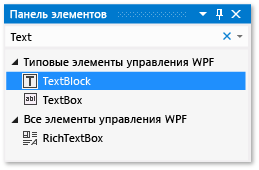 Панель элементов
Text
Типовые элементы управления WPF
TextBlock
TextBox
Все элементы управления WPF
RichTextBox